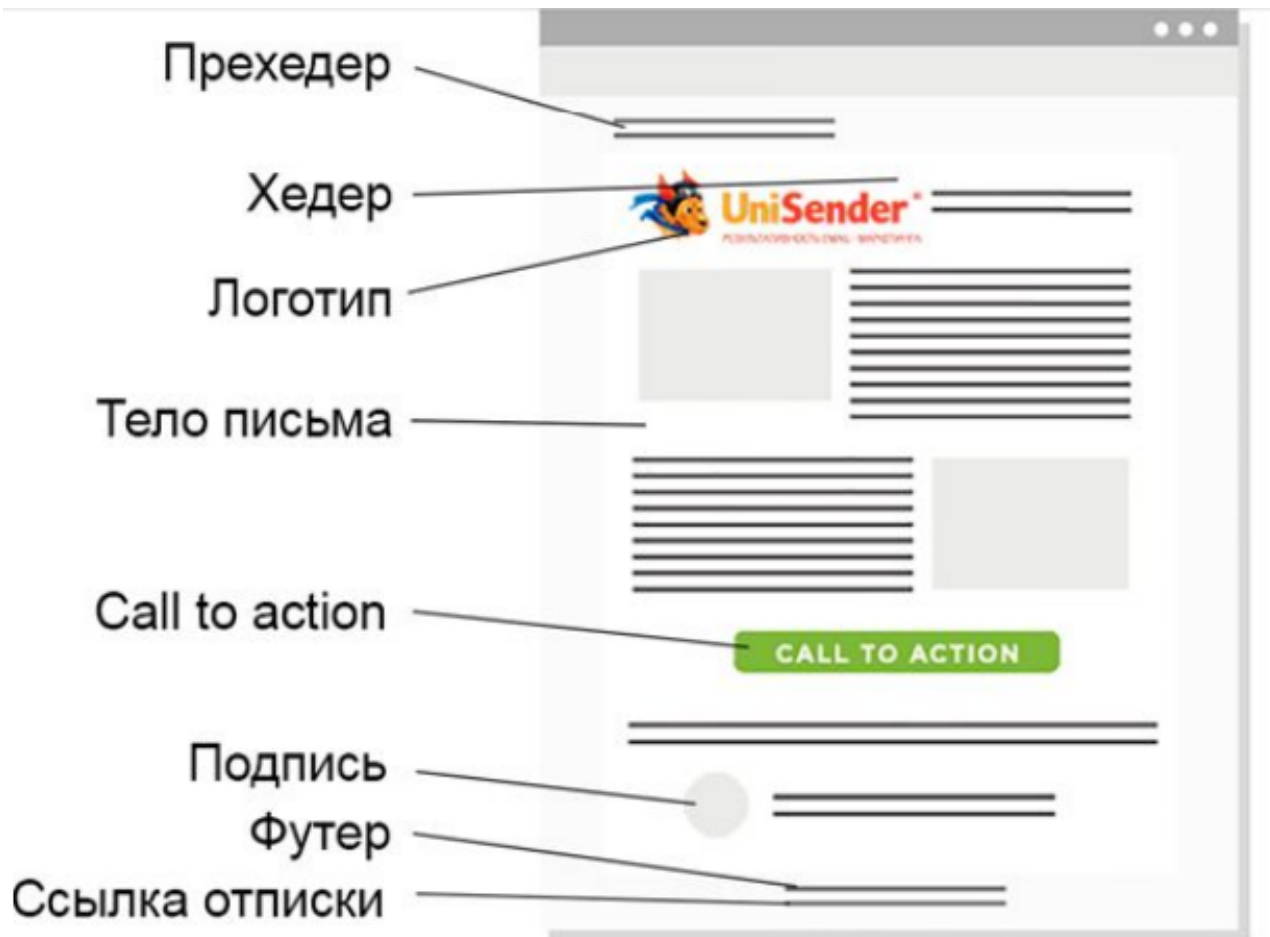 Прехедер
Хедер
UniSender
Логотип
Тело письма
Call to action
CALL TO ACTION
Подпись
Футер
Ссылка отписки